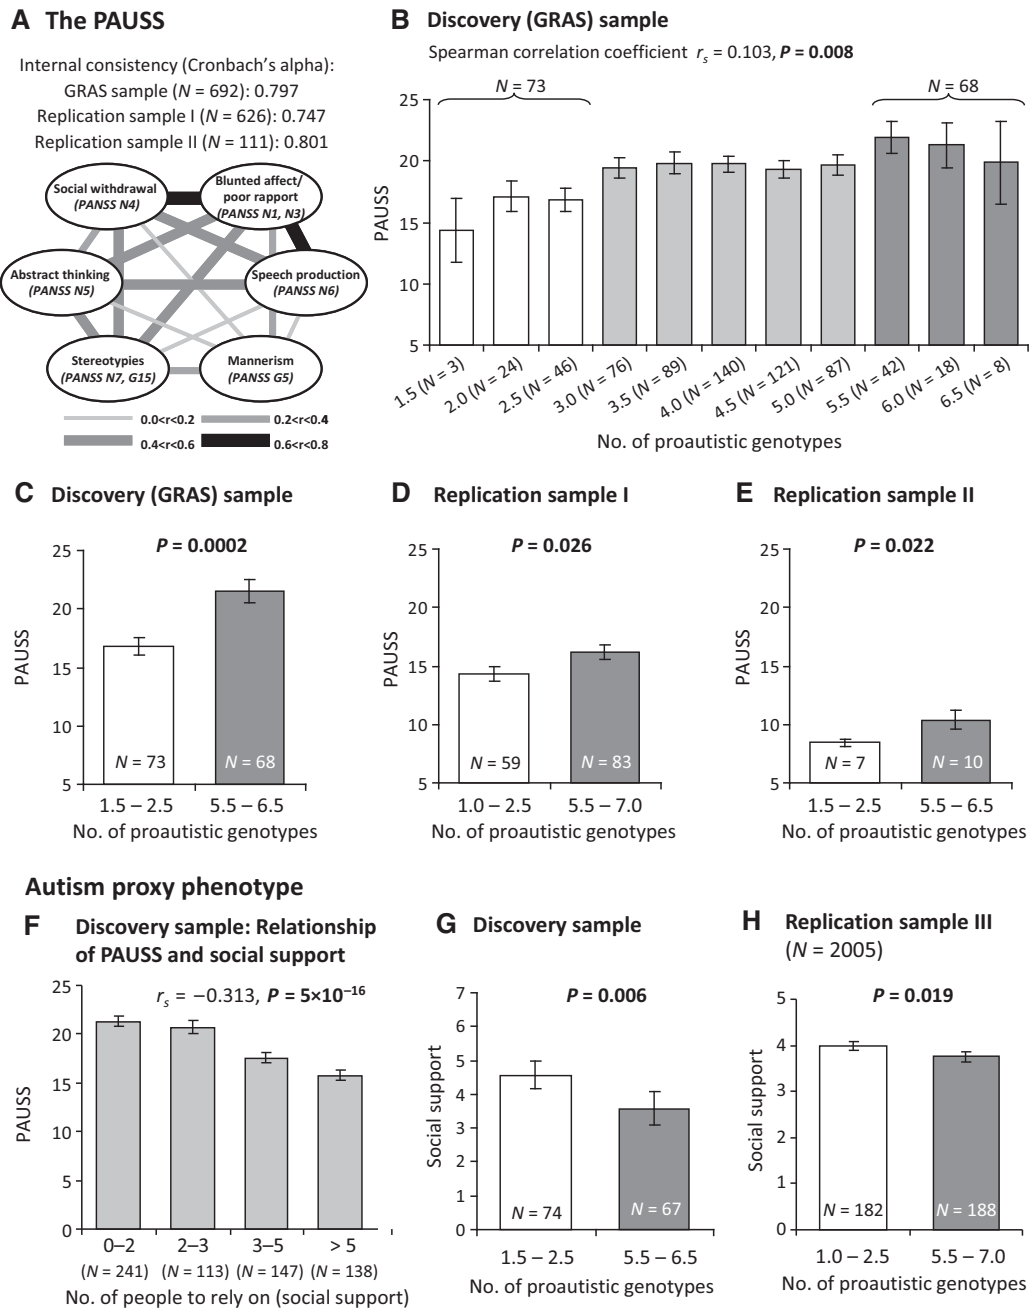 A The PAUSS
Internal consistency (Cronbach's alpha):
GRAS sample (N = 692): 0.797
Replication sample I (N = 626): 0.747
Replication sample II (N = 111): 0.801
Social withdrawal
(PANSS N4)
Blunted affect/
poor rapport
(PANSS N1, N3)
Abstract thinking
(PANSS N5)
Speech production
(PANSS N6)
Stereotypies
(PANSS N7, G15)
Mannerism
(PANSS G5)
0.0<r<0.2
0.2<r<0.4
0.4<r<0.6
0.6<r<0.8
B Discovery (GRAS) sample
Spearman correlation coefficient rs = 0.103, P = 0.008
N = 73
N = 68
25
20
15
10
5
PAUSS
1.5 (N = 3)
2.0 (N = 24)
2.5 (N = 46)
3.0 (N = 76)
3.5 (N = 89)
4.0 (N = 140)
4.5 (N = 121)
5.0 (N = 87)
5.5 (N = 42)
6.0 (N = 18)
6.5 (N = 8)
No. of proautistic genotypes
C Discovery (GRAS) sample
P = 0.0002
25
20
15
10
5
PAUSS
N = 73
N = 68
1.5 – 2.5
5.5 – 6.5
No. of proautistic genotypes
D Replication sample I
P = 0.026
25
20
15
10
5
PAUSS
N = 59
N = 83
1.0 – 2.5
5.5 – 7.0
No. of proautistic genotypes
E Replication sample II
P = 0.022
25
20
15
10
5
PAUSS
N = 7
N = 10
1.5 – 2.5
5.5 – 6.5
No. of proautistic genotypes
Autism proxy phenotype
F Discovery sample: Relationship
of PAUSS and social support
rs = −0.313, P = 5×10−16
25
20
15
10
5
0
PAUSS
0–2
2–3
3–5
> 5
(N = 241)
(N = 113)
(N = 147)
(N = 138)
No. of people to rely on (social support)
G Discovery sample
P = 0.006
7
6
5
4
3
2
1
0
Social support
N = 74
N = 67
1.5 – 2.5
5.5 – 6.5
No. of proautistic genotypes
H Replication sample III
(N = 2005)
P = 0.019
5
4
3
2
1
0
Social support
N = 182
N = 188
1.0 – 2.5
5.5 – 7.0
No. of proautistic genotypes